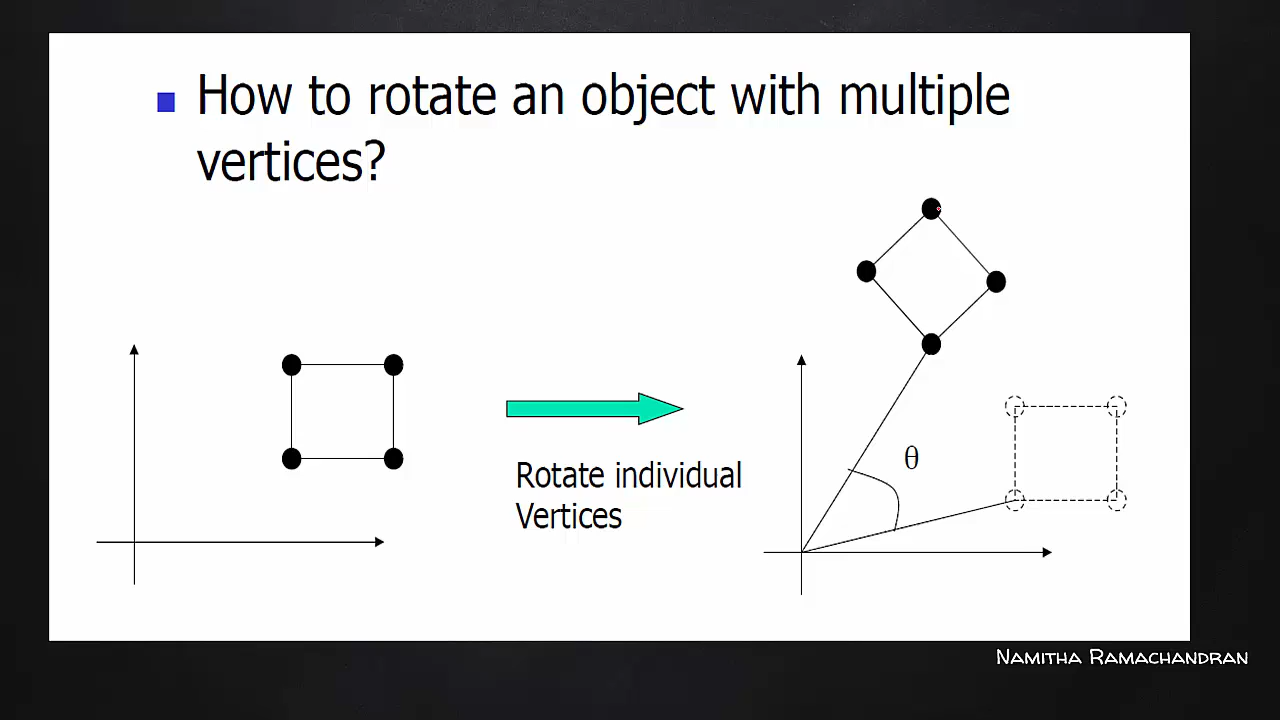 How to rotate an object with multiple
vertices?
θ
Rotate individual
Vertices
Namitha Ramachandran